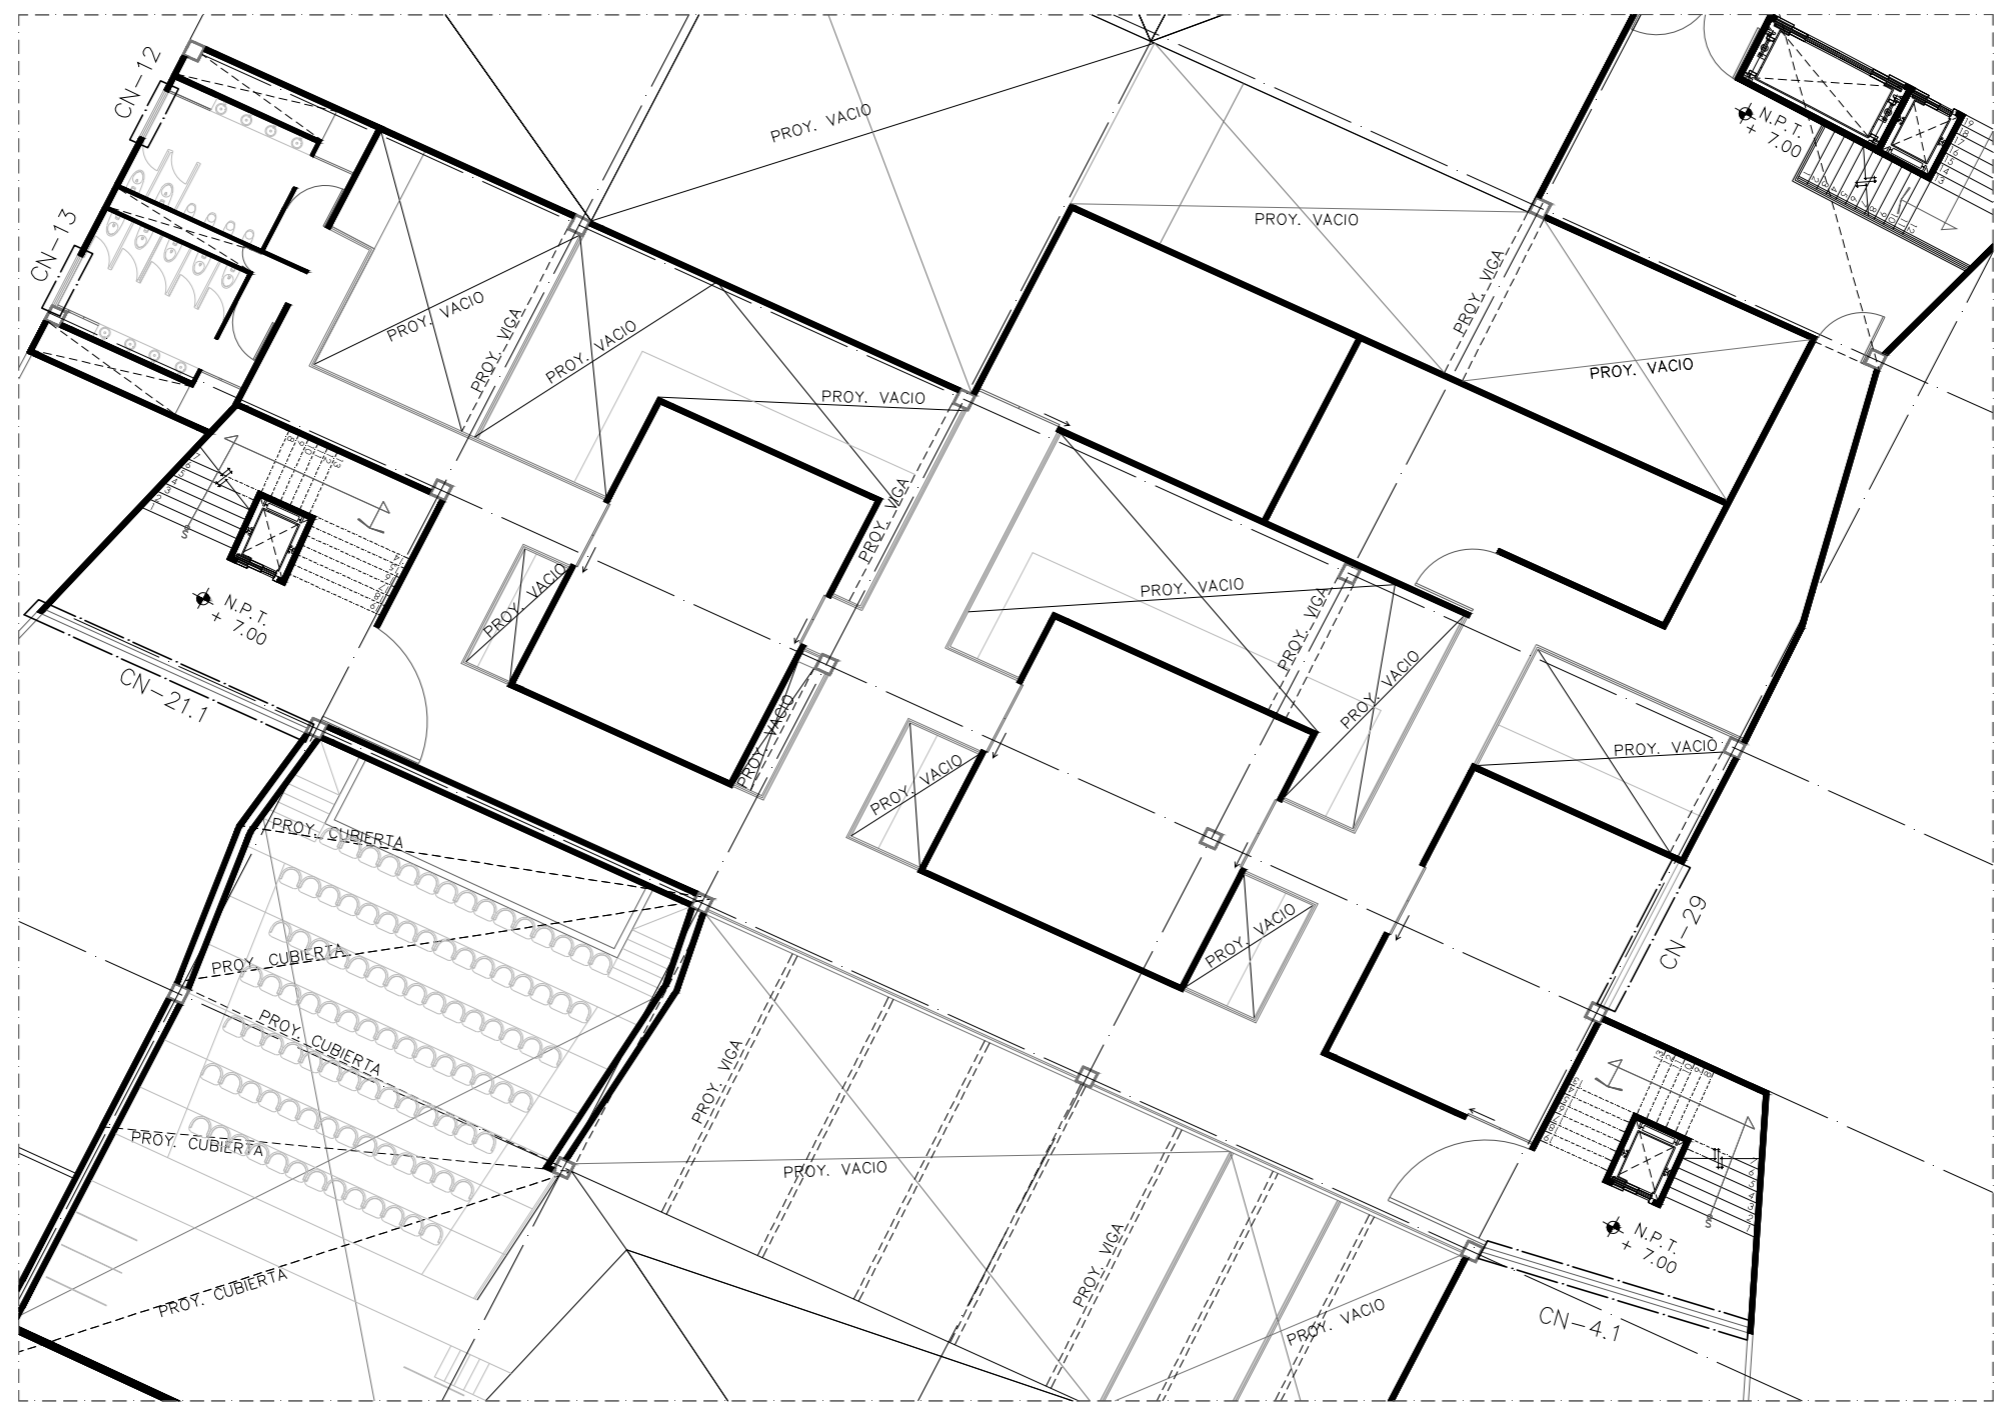 CN-12
PROY. VACIO
N.P.T.
+ 7.00
CN-13
PROY. VACIO
PROY. VIGA
PROY. VACIO
PROY. VIGA
PROY. VACIO
PROY. VACIO
PROY. VACIO
PROY. VIGA
N.P.T.
+ 7.00
CN-21.1
PROY. VACIO
PROY. VIGA
PROY. VACIO
PROY. VIGA
PROY. VACIO
PROY. VACIO
PROY. VACIO
PROY. VACIO
PROY. VACIO
PROY. CUBIERTA
PROY. CUBIERTA
PROY. CUBIERTA
PROY. CUBIERTA
PROY. CUBIERTA
CN-29
PROY. VIGA
PROY. VACIO
PROY. VIGA
PROY. VACIO
N.P.T.
+ 7.00
CN-4.1